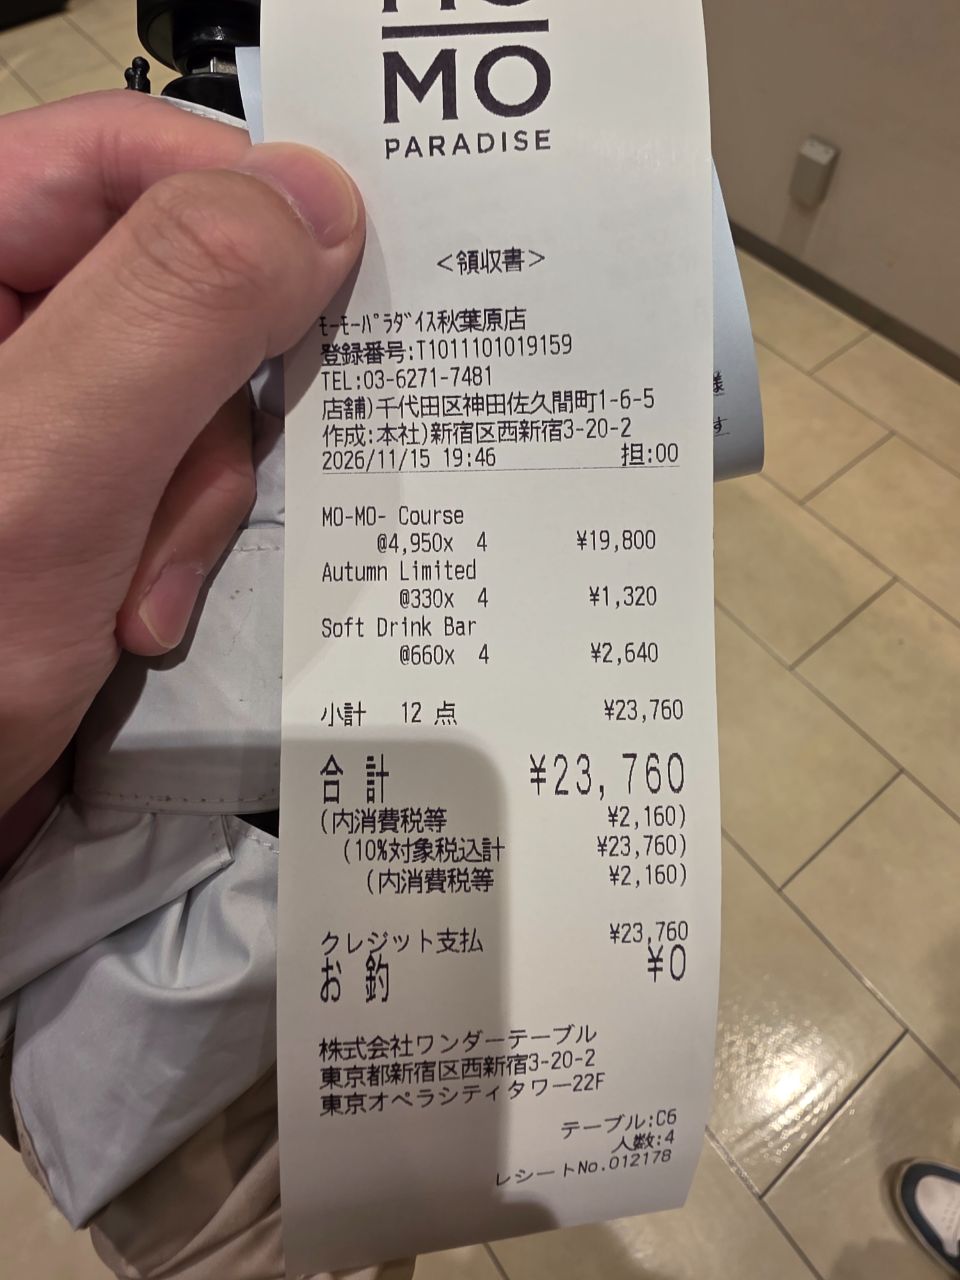 MO
MO
PARADISE
<領収書>
ﾓｰﾓｰﾊﾟﾗﾀﾞｲｽ秋葉原店
登録番号:T1011101019159
TEL:03-6271-7481
店舗)千代田区神田佐久間町1-6-5
作成:本社)新宿区西新宿3-20-2
2026/11/15 19:46 担:00
MO-MO- Course
@4,950x 4 ¥19,800
Autumn Limited
@330x 4 ¥1,320
Soft Drink Bar
@660x 4 ¥2,640
小計 12 点 ¥23,760
合 計 ¥23,760
(内消費税等 ¥2,160)
(10%対象税込計 ¥23,760)
(内消費税等 ¥2,160)
クレジット支払 ¥23,760
お 釣 ¥0
株式会社ワンダーテーブル
東京都新宿区西新宿3-20-2
東京オペラシティタワー22F
テーブル:C6
人数:4
レシートNo.012178
様
す